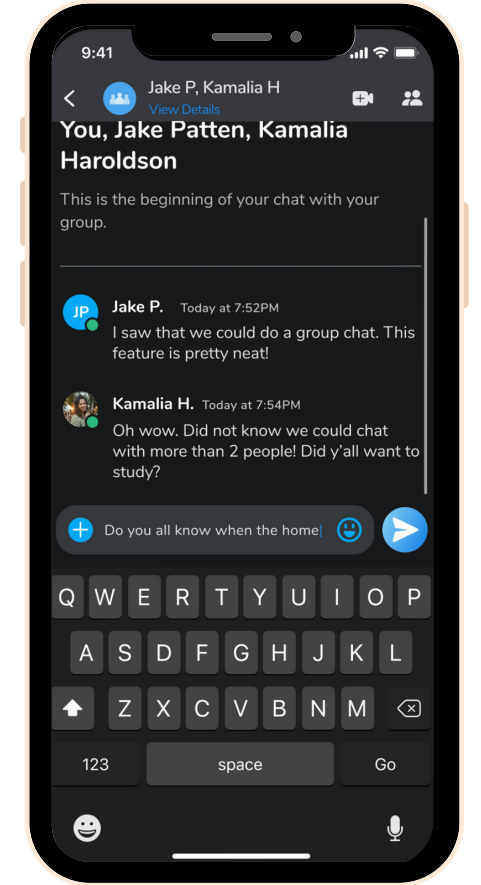 9:41
Jake P, Kamalia H
View Details
You, Jake Patten, Kamalia
Haroldson
This is the beginning of your chat with your
group.
JP
Jake P. Today at 7:52PM
I saw that we could do a group chat. This
feature is pretty neat!
Kamalia H. Today at 7:54PM
Oh wow. Did not know we could chat
with more than 2 people! Did y'all want to
study?
Do you all know when the home
Q W E R T Y U I O P
A S D F G H J K L
Z X C V B N M
123 space Go